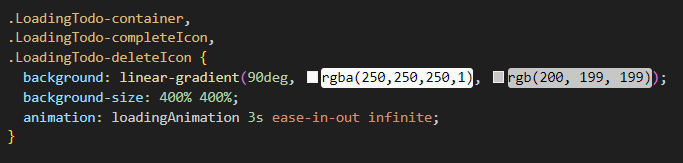 .LoadingTodo-container,
.LoadingTodo-completeIcon,
.LoadingTodo-deleteIcon {
  background: linear-gradient(90deg, rgba(250,250,250,1), rgb(200, 199, 199));
  background-size: 400% 400%;
  animation: loadingAnimation 3s ease-in-out infinite;
}